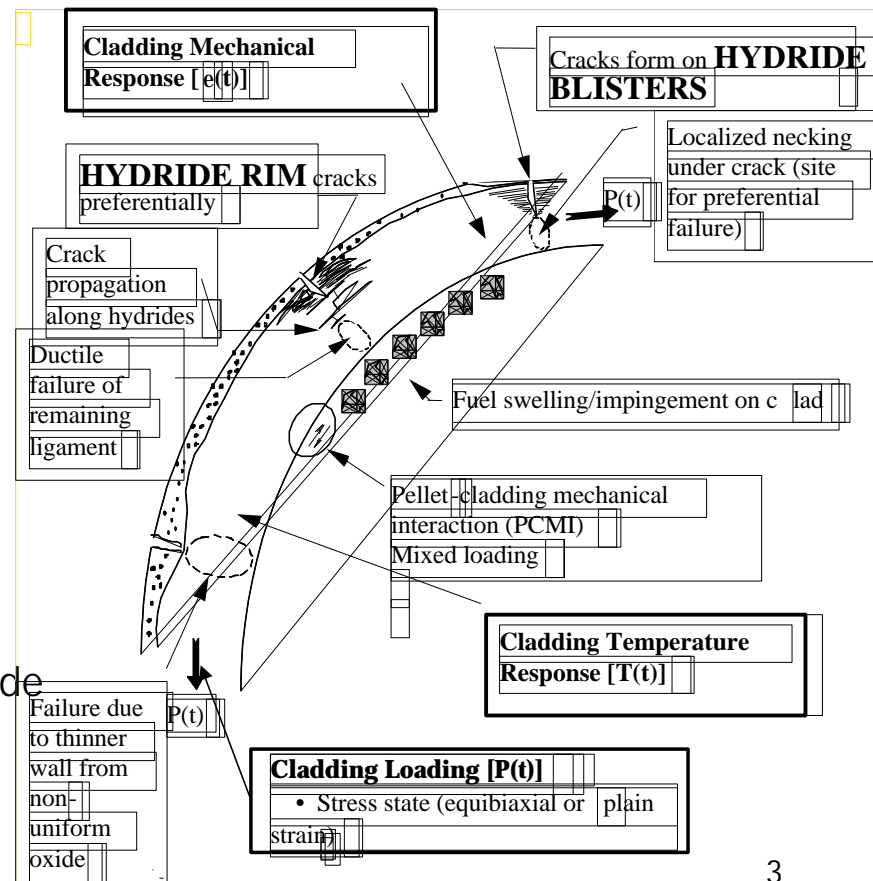 Cladding Mechanical
Response [ e(t)]
Cracks form on HYDRIDE
BLISTERS
Localized necking
under crack (site
for preferential
failure)
P(t)
HYDRIDE RIM cracks
preferentially
Crack
propagation
along hydrides
Ductile
failure of
remaining
ligament
Fuel swelling/impingement on c lad
Pellet-cladding mechanical
interaction (PCMI)
Mixed loading
Cladding Temperature
Response [T(t)]
de
Failure due
to thinner
wall from
non-
uniform
oxide
P(t)
Cladding Loading [P(t)]
• Stress state (equibiaxial or plain
strain)
3